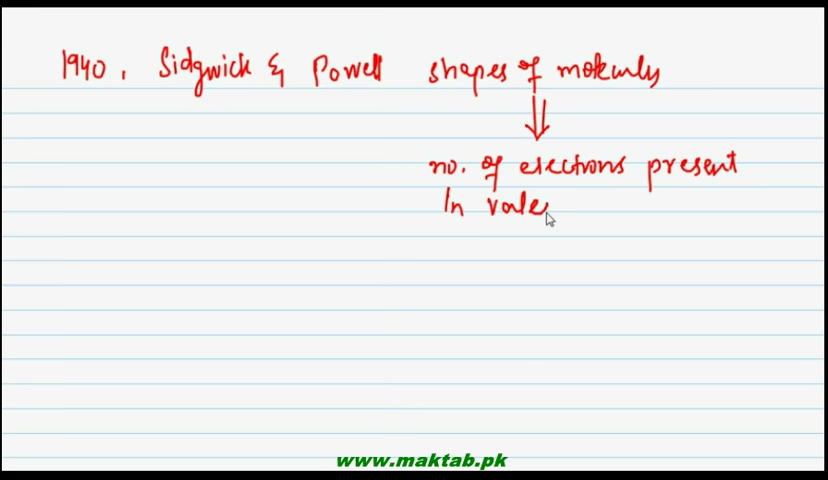 1940, Sidgwick & Powell shapes of molecules
no. of electrons present
In vale
www.maktab.pk